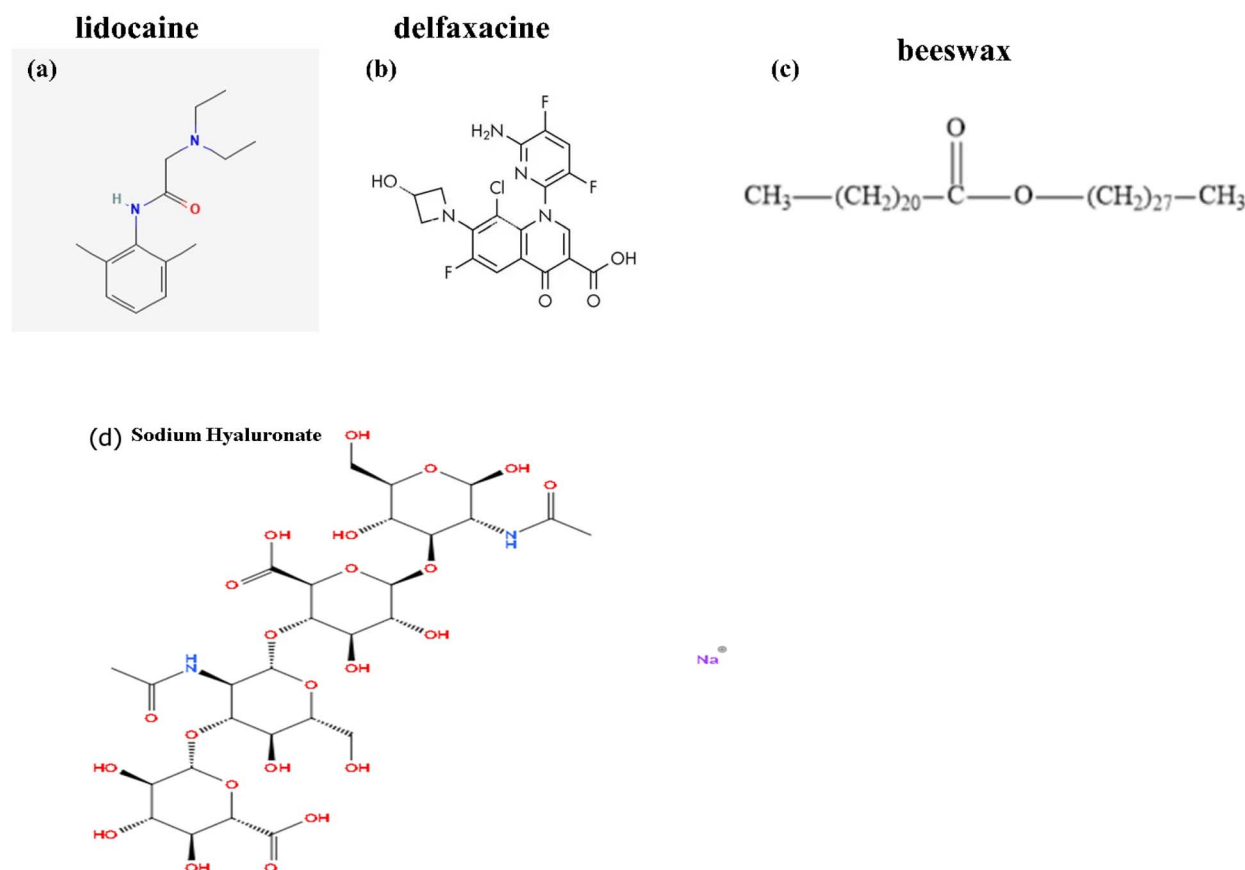 lidocaine
delfaxacine
beeswax
(a)
(b)
(c)
N
H
N
O
F
H₂N
N
F
HO
Cl
N
N
F
OH
O
O
O
CH₃—(CH₂)₂₀—C—O—(CH₂)₂₇—CH₃
(d) Sodium Hyaluronate
OH
HO
O
OH
O
HO
N
H
OH
O
O
O
O
OH
OH
H
N
O
O
O
O
HO
OH
OH
O
HO
OH
HO
OH
O
Na⊕